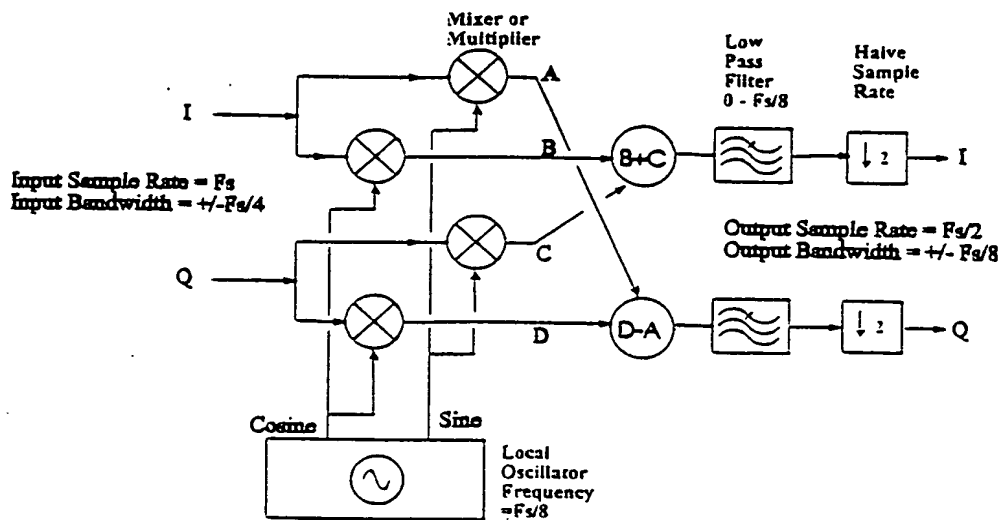 Mixer or
Multiplier
Low
Pass
Filter
0 - Fs/8
Halve
Sample
Rate
A
I
B
B+C
↓ 2
I
Input Sample Rate = Fs
Input Bandwidth = +/-Fs/4
Output Sample Rate = Fs/2
Output Bandwidth = +/- Fs/8
C
Q
D
D-A
↓ 2
Q
Cosine
Sine
Local
Oscillator
Frequency
=Fs/8